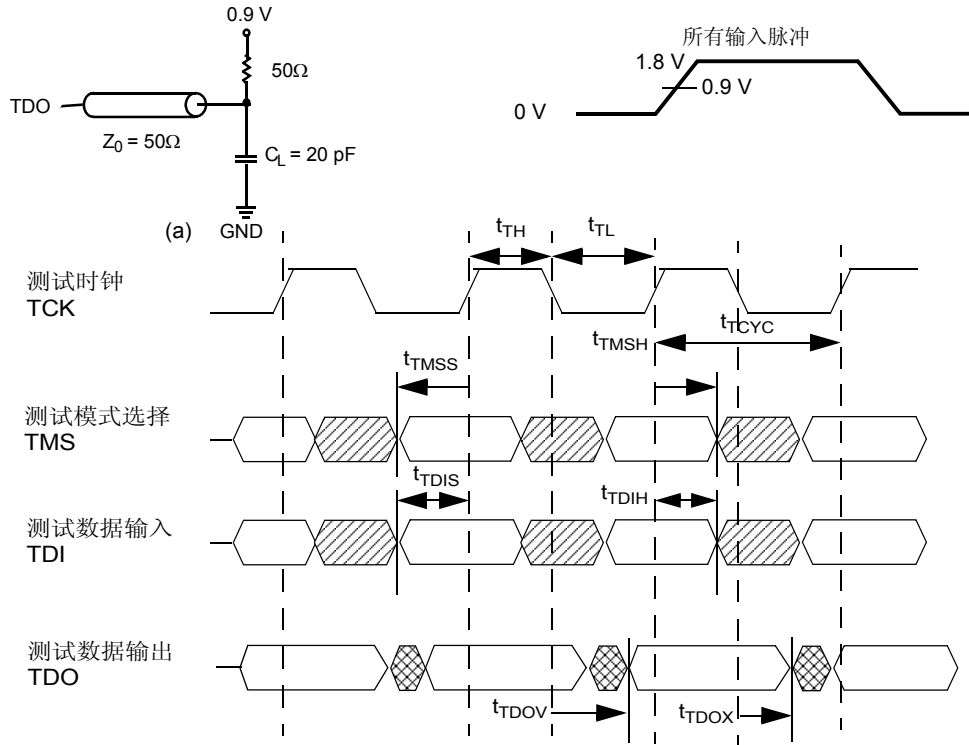 0.9 V
50Ω
TDO
Z0 = 50Ω
CL = 20 pF
(a)
GND
所有输入脉冲
1.8 V
0.9 V
0 V
tTH
tTL
测试时钟
TCK
tTMSH
tTCYC
tTMSS
测试模式选择
TMS
tTDIS
tTDIH
测试数据输入
TDI
测试数据输出
TDO
tTDOV
tTDOX